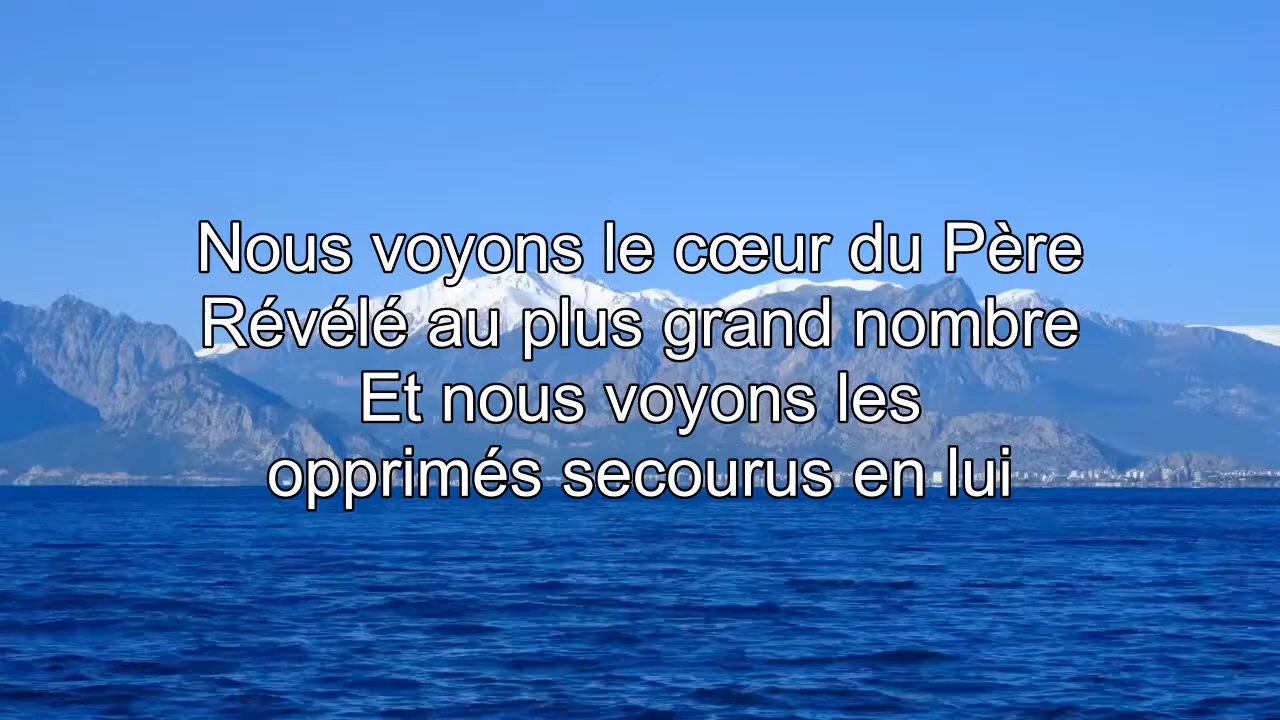 Nous voyons le cœur du Père
Révélé au plus grand nombre
Et nous voyons les
opprimés secourus en lui